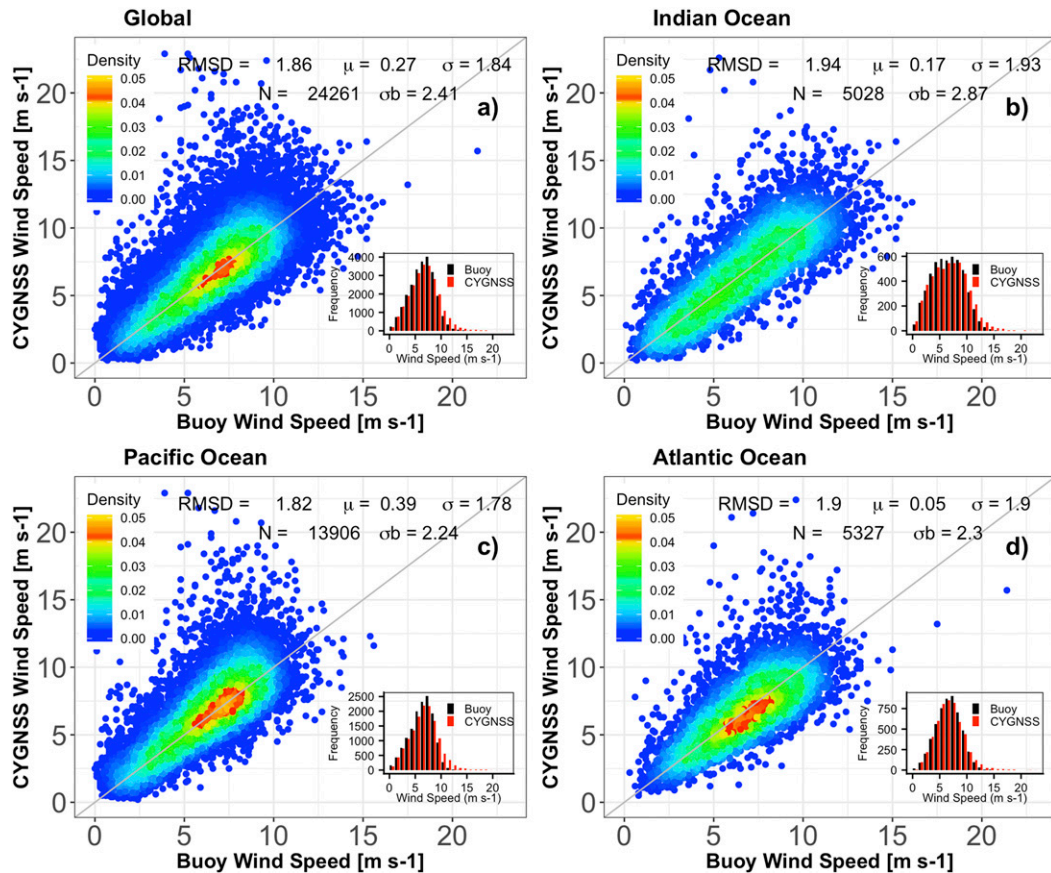 Global
Density
0.05
0.04
0.03
0.02
0.01
0.00
RMSD = 1.86 μ = 0.27 σ = 1.84
N = 24261 σb = 2.41
a)
CYGNSS Wind Speed [m s-1]
20
15
10
5
0
0 5 10 15 20
Buoy Wind Speed [m s-1]
Frequency
4000
3000
2000
1000
0
Buoy
CYGNSS
0 5 10 15 20
Wind Speed (m s-1)
Indian Ocean
Density
0.05
0.04
0.03
0.02
0.01
0.00
RMSD = 1.94 μ = 0.17 σ = 1.93
N = 5028 σb = 2.87
b)
CYGNSS Wind Speed [m s-1]
20
15
10
5
0
0 5 10 15 20
Buoy Wind Speed [m s-1]
Frequency
600
400
200
0
Buoy
CYGNSS
0 5 10 15 20
Wind Speed (m s-1)
Pacific Ocean
Density
0.05
0.04
0.03
0.02
0.01
0.00
RMSD = 1.82 μ = 0.39 σ = 1.78
N = 13906 σb = 2.24
c)
CYGNSS Wind Speed [m s-1]
20
15
10
5
0
0 5 10 15 20
Buoy Wind Speed [m s-1]
Frequency
2500
2000
1500
1000
500
0
Buoy
CYGNSS
0 5 10 15 20
Wind Speed (m s-1)
Atlantic Ocean
Density
0.05
0.04
0.03
0.02
0.01
0.00
RMSD = 1.9 μ = 0.05 σ = 1.9
N = 5327 σb = 2.3
d)
CYGNSS Wind Speed [m s-1]
20
15
10
5
0
0 5 10 15 20
Buoy Wind Speed [m s-1]
Frequency
750
500
250
0
Buoy
CYGNSS
0 5 10 15 20
Wind Speed (m s-1)